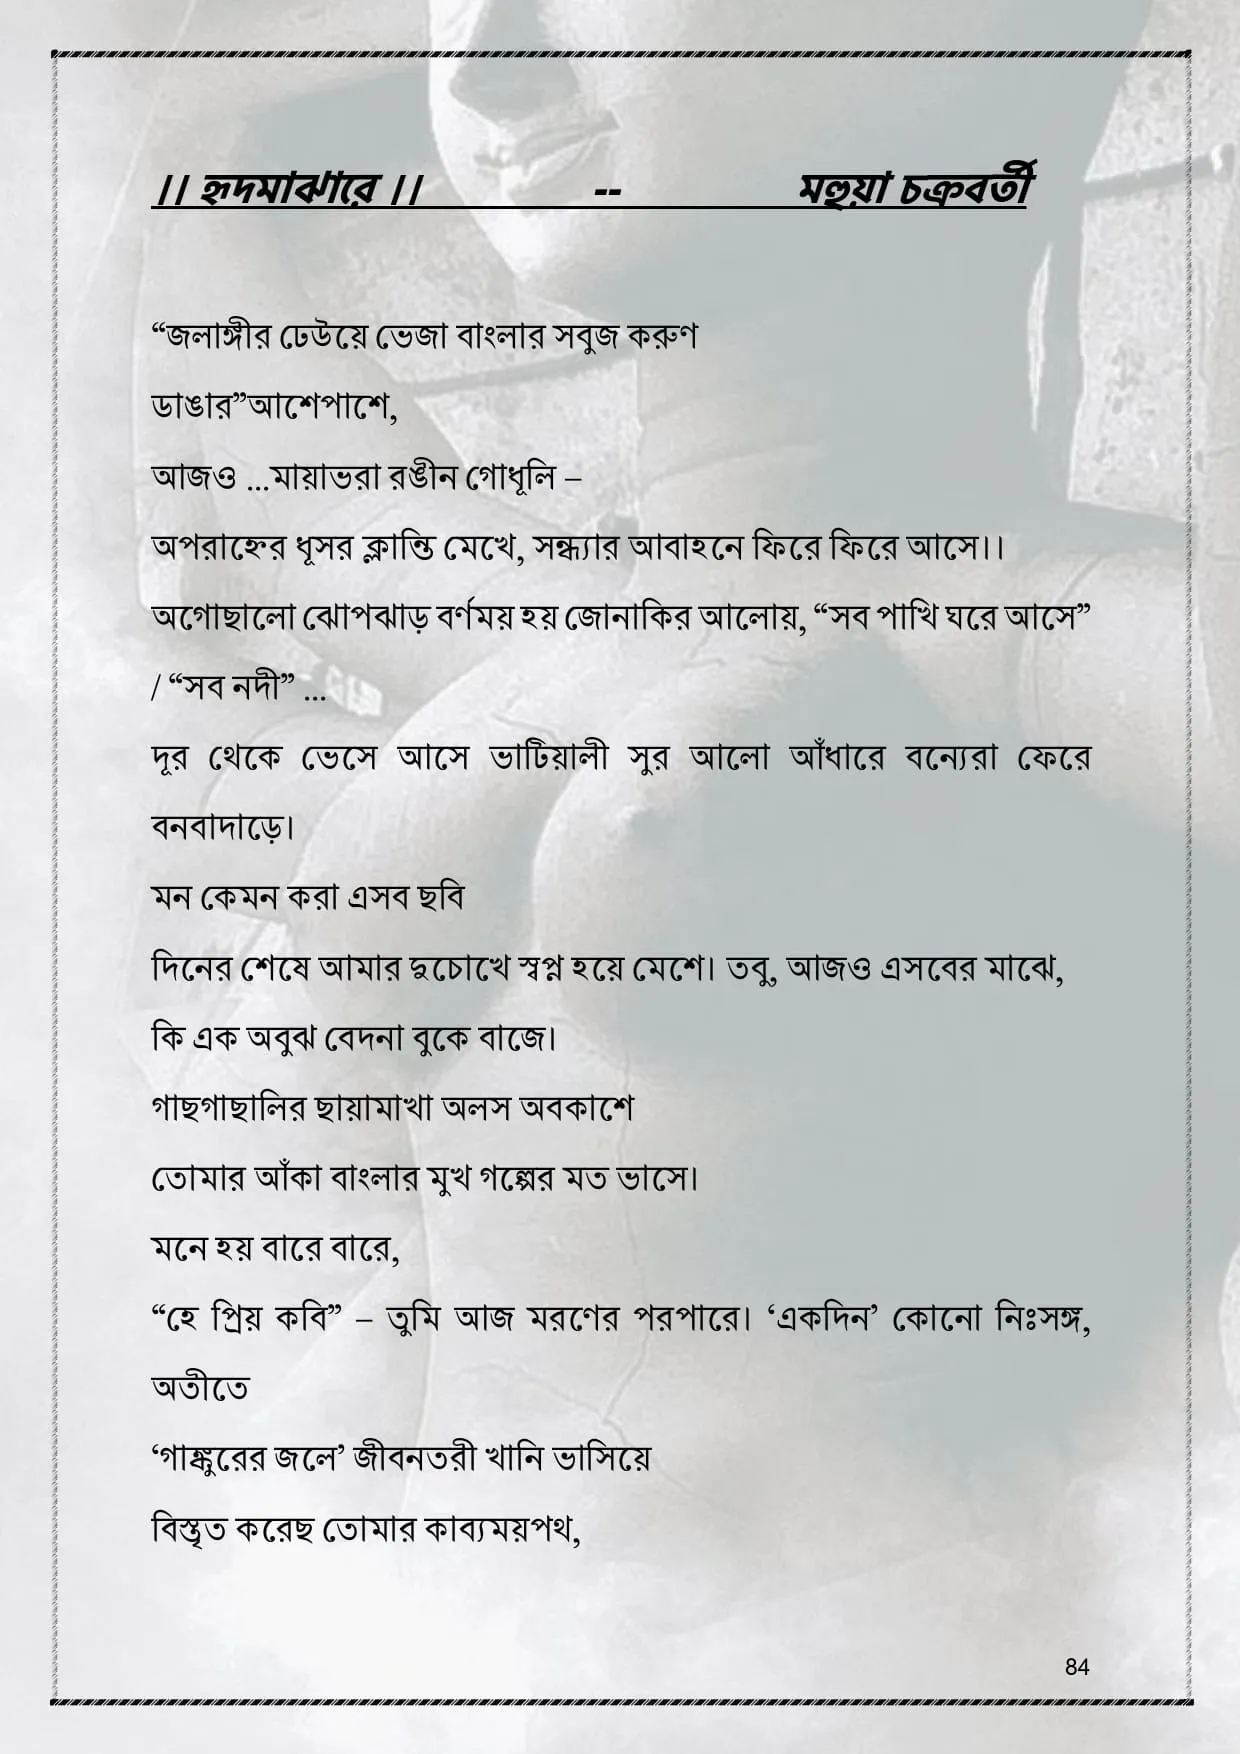 ।। হৃদমাঝারে ।। -- মহুয়া চক্রবর্তী
“জলাঙ্গীর ঢেউয়ে ভেজা বাংলার সবুজ করুণ
ডাঙার”আশেপাশে,
আজও ...মায়াভরা রঙীন গোধূলি –
অপরাহ্নের ধূসর ক্লান্তি মেখে, সন্ধ্যার আবাহনে ফিরে ফিরে আসে।।
অগোছালো ঝোপঝাড় বর্ণময় হয় জোনাকির আলোয়, “সব পাখি ঘরে আসে”
/ “সব নদী” ...
দূর থেকে ভেসে আসে ভাটিয়ালী সুর আলো আঁধারে বন্যেরা ফেরে
বনবাদাড়ে।
মন কেমন করা এসব ছবি
দিনের শেষে আমার দুচোখে স্বপ্ন হয়ে মেশে। তবু, আজও এসবের মাঝে,
কি এক অবুঝ বেদনা বুকে বাজে।
গাছগাছালির ছায়ামাখা অলস অবকাশে
তোমার আঁকা বাংলার মুখ গল্পের মত ভাসে।
মনে হয় বারে বারে,
“হে প্রিয় কবি” – তুমি আজ মরণের পরপারে। ‘একদিন’ কোনো নিঃসঙ্গ,
অতীতে
‘গাঙ্কুরের জলে’ জীবনতরী খানি ভাসিয়ে
বিস্তৃত করেছ তোমার কাব্যময়পথ,
84